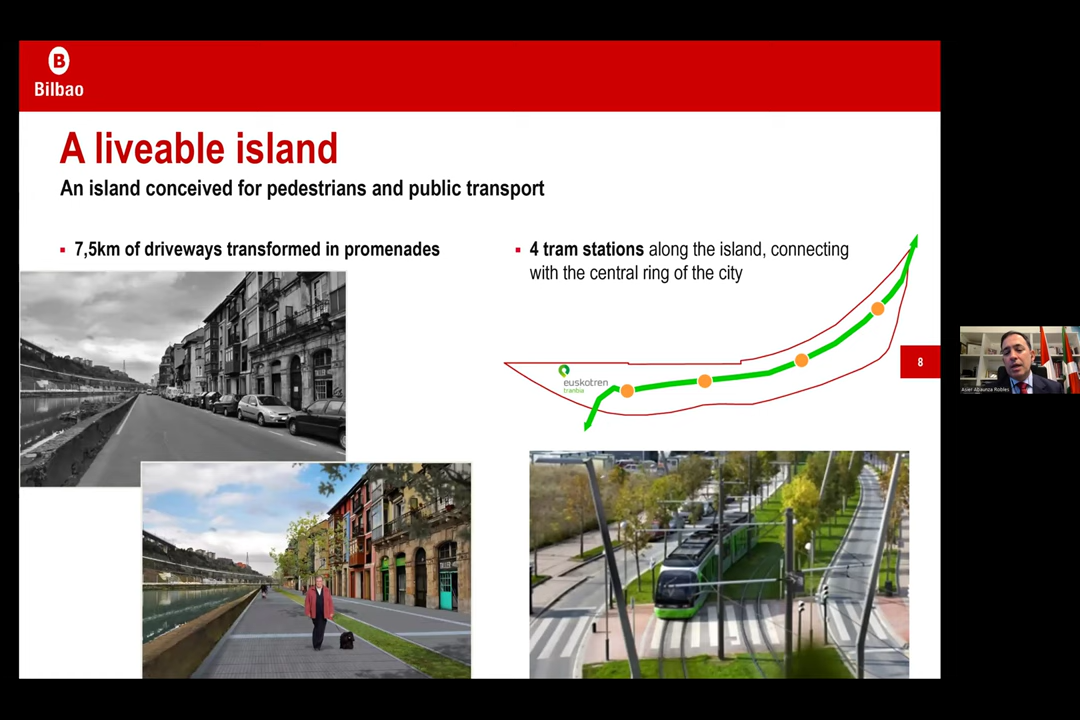 B
Bilbao
A liveable island
An island conceived for pedestrians and public transport
▪ 7,5km of driveways transformed in promenades
▪ 4 tram stations along the island, connecting
with the central ring of the city
euskotren
tranbia
8
Asier Abaunza Robles